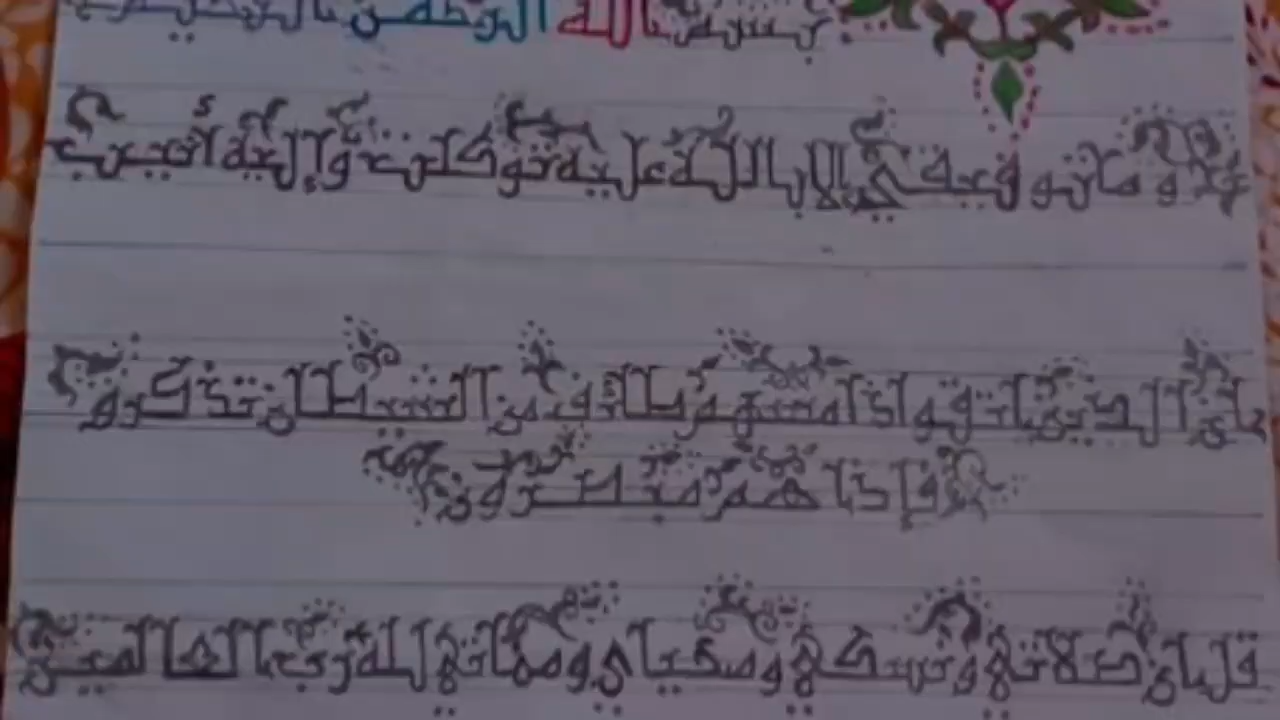 بسم الله الرحمن الرحيم
وما توفيقي إلا بالله عليه توكلت وإليه أنيب
إن الذين اتقوا إذا مسهم طائف من الشيطان تذكروا
فإذا هم مبصرون
قل إن صلاتي ونسكي ومحياي ومماتي لله رب العالمين